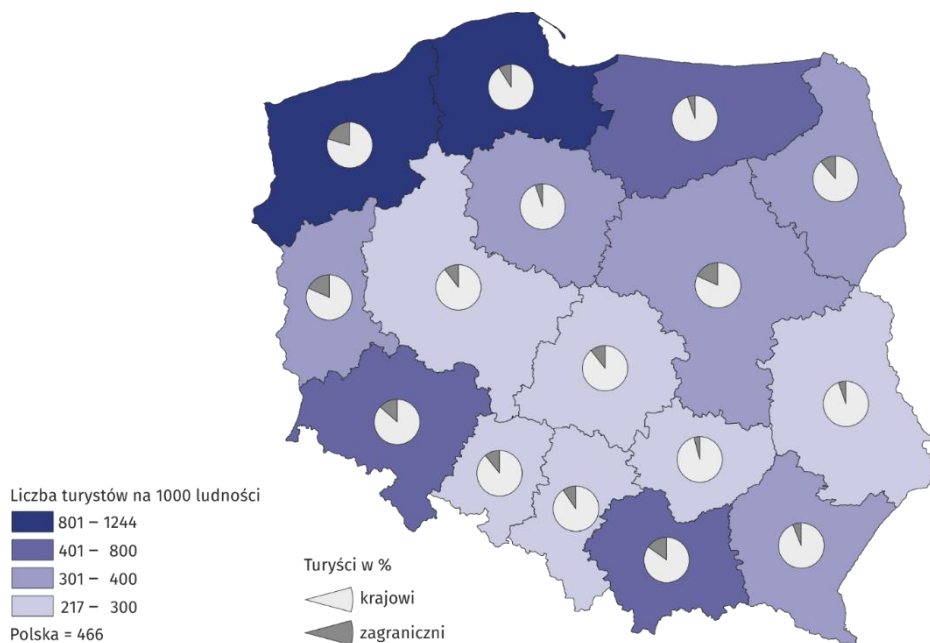 Liczba turystów na 1000 ludności
801 – 1244
401 – 800
301 – 400
217 – 300
Polska = 466
Turyści w %
krajowi
zagraniczni